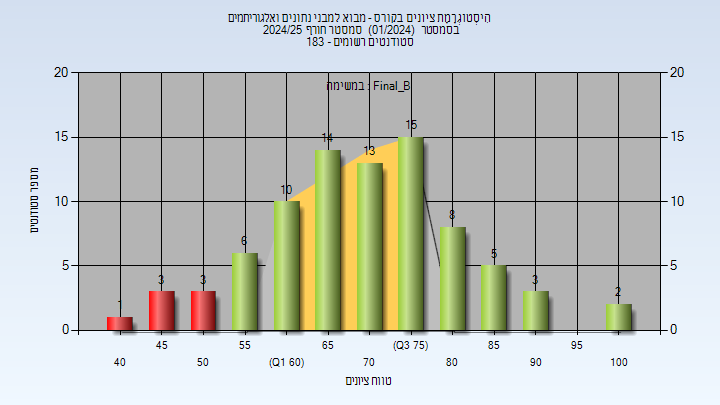 היסטוגרמת ציונים בקורס - מבוא למבני נתונים ואלגוריתמים
בסמסטר (01/2024) סמסטר חורף 2024/25
סטודנטים רשומים - 183
במשימה : Final_B
מספר סטודנטים
20 20
15 15
10 10
5 5
0 0
1 3 3 6 10 14 13 15 8 5 3 2
45 55 65 (Q3 75) 85 95
40 50 (Q1 60) 70 80 90 100
טווח ציונים